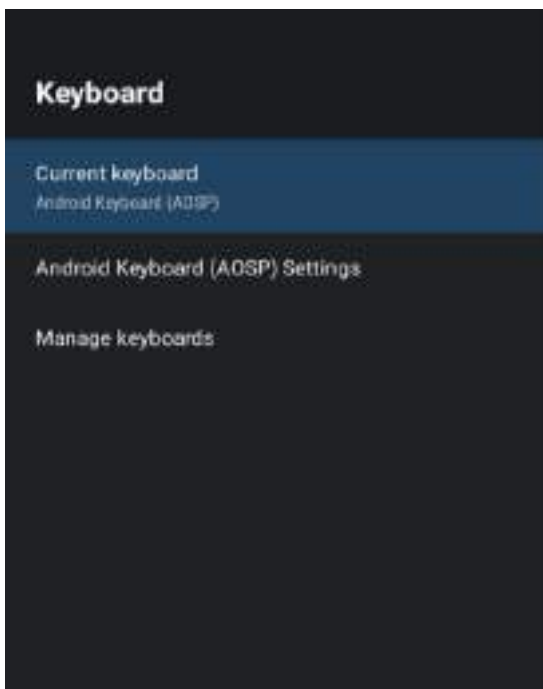 Keyboard
Current keyboard
Android Keyboard (AOSP)
Android Keyboard (AOSP) Settings
Manage keyboards